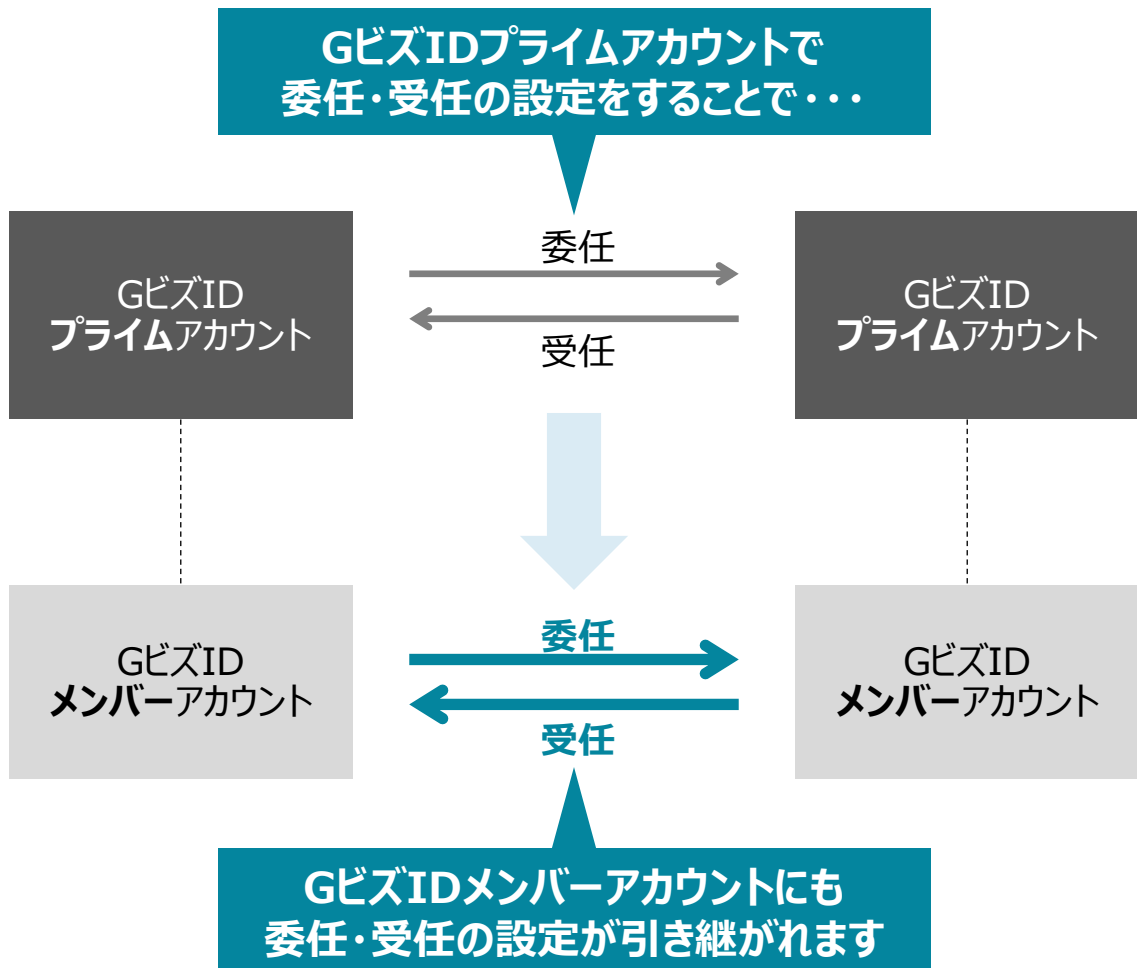 GビズIDプライムアカウントで
委任・受任の設定をすることで・・・
委任
GビズID
プライムアカウント
GビズID
プライムアカウント
受任
委任
GビズID
メンバーアカウント
GビズID
メンバーアカウント
受任
GビズIDメンバーアカウントにも
委任・受任の設定が引き継がれます